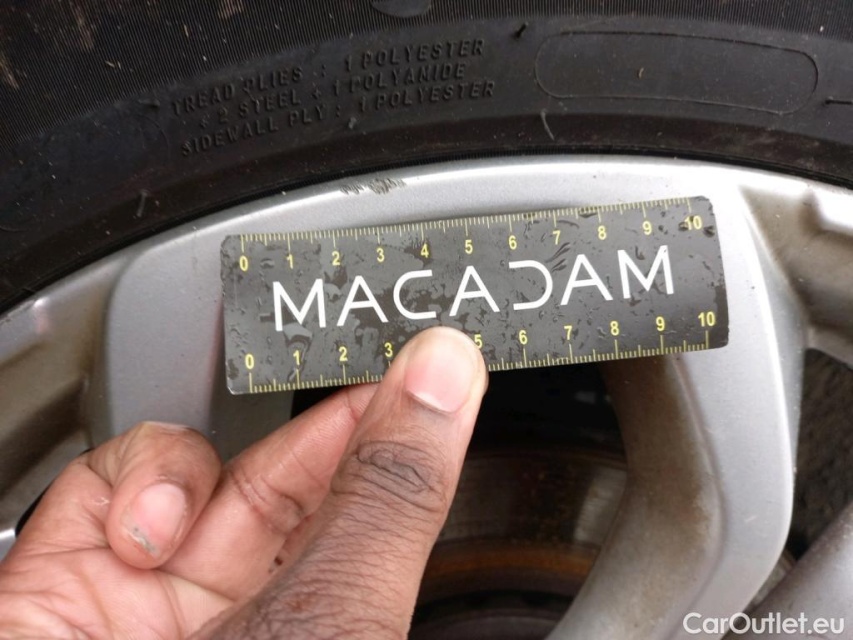 TREAD PLIES : 1 POLYESTER
+ 2 STEEL + 1 POLYAMIDE
SIDEWALL PLY : 1 POLYESTER
0 1 2 3 4 5 6 7 8 9 10
MACADAM
0 1 2 3 5 6 7 8 9 10
CarOutlet.eu